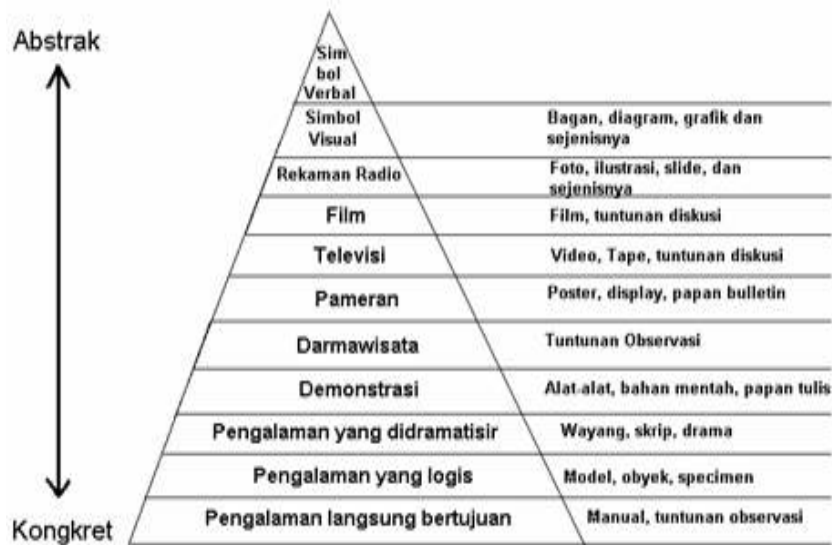 Abstrak
Sim
bol
Verbal
Simbol
Visual
Bagan, diagram, grafik dan
sejenisnya
Rekaman Radio
Foto, ilustrasi, slide, dan
sejenisnya
Film
Film, tuntunan diskusi
Televisi
Video, Tape, tuntunan diskusi
Pameran
Poster, display, papan bulletin
Darmawisata
Tuntunan Observasi
Demonstrasi
Alat-alat, bahan mentah, papan tulis
Pengalaman yang didramatisir
Wayang, skrip, drama
Pengalaman yang logis
Model, obyek, specimen
Kongkret
Pengalaman langsung bertujuan
Manual, tuntunan observasi